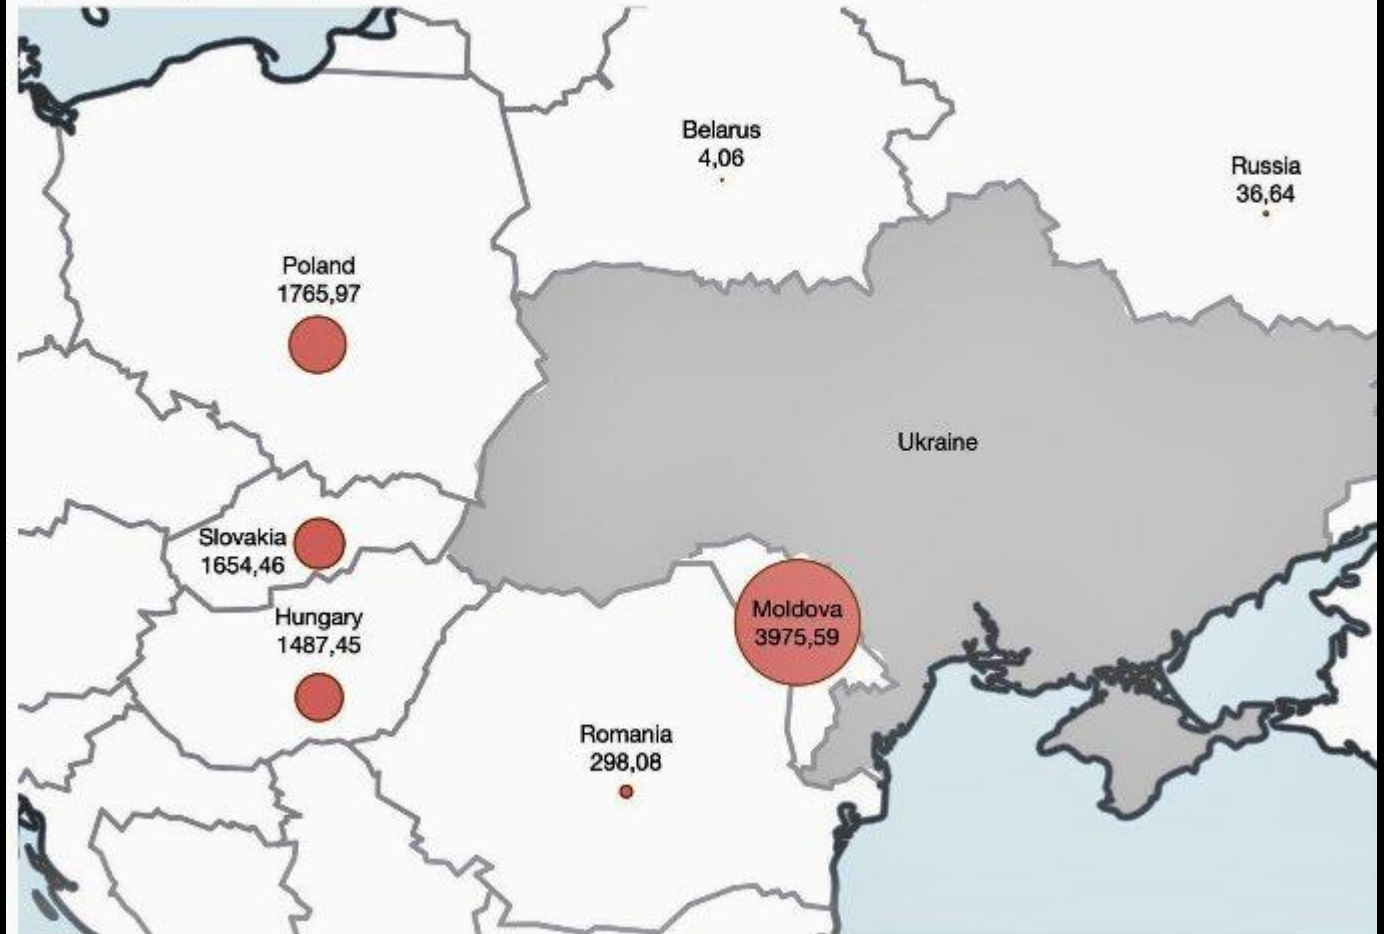 Belarus
4,06
Russia
36,64
Poland
1765,97
Ukraine
Slovakia
1654,46
Hungary
1487,45
Moldova
3975,59
Romania
298,08